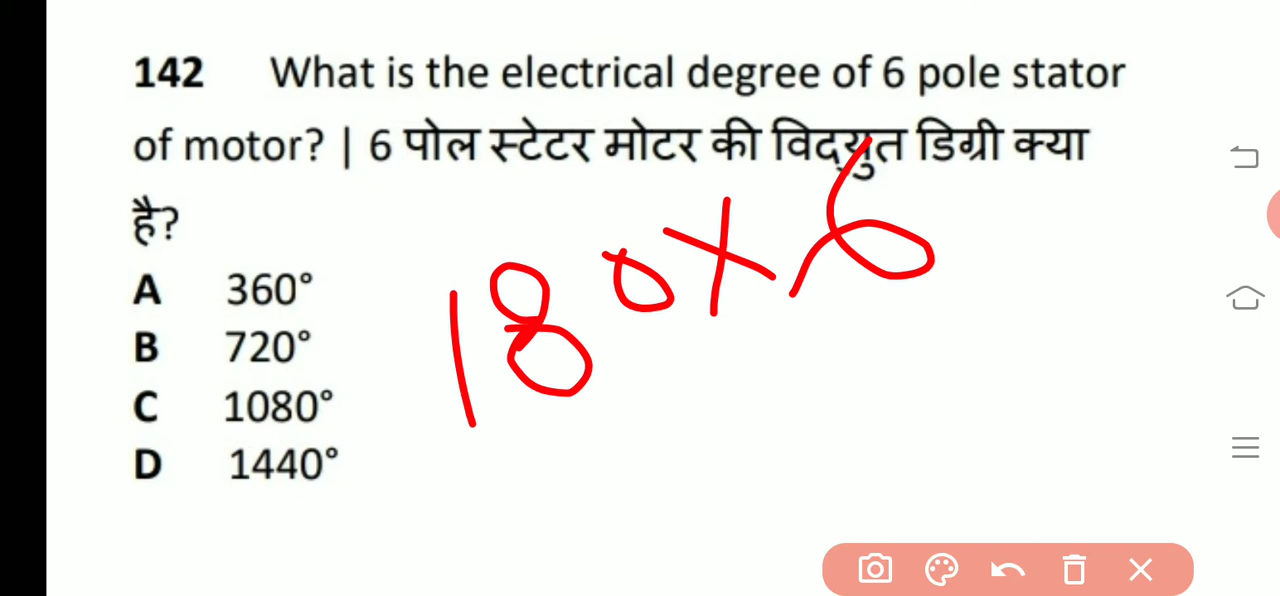 142 What is the electrical degree of 6 pole stator
of motor? | 6 पोल स्टेटर मोटर की विद्युत डिग्री क्या
है?
A 360°
B 720°
C 1080°
D 1440°
180×6